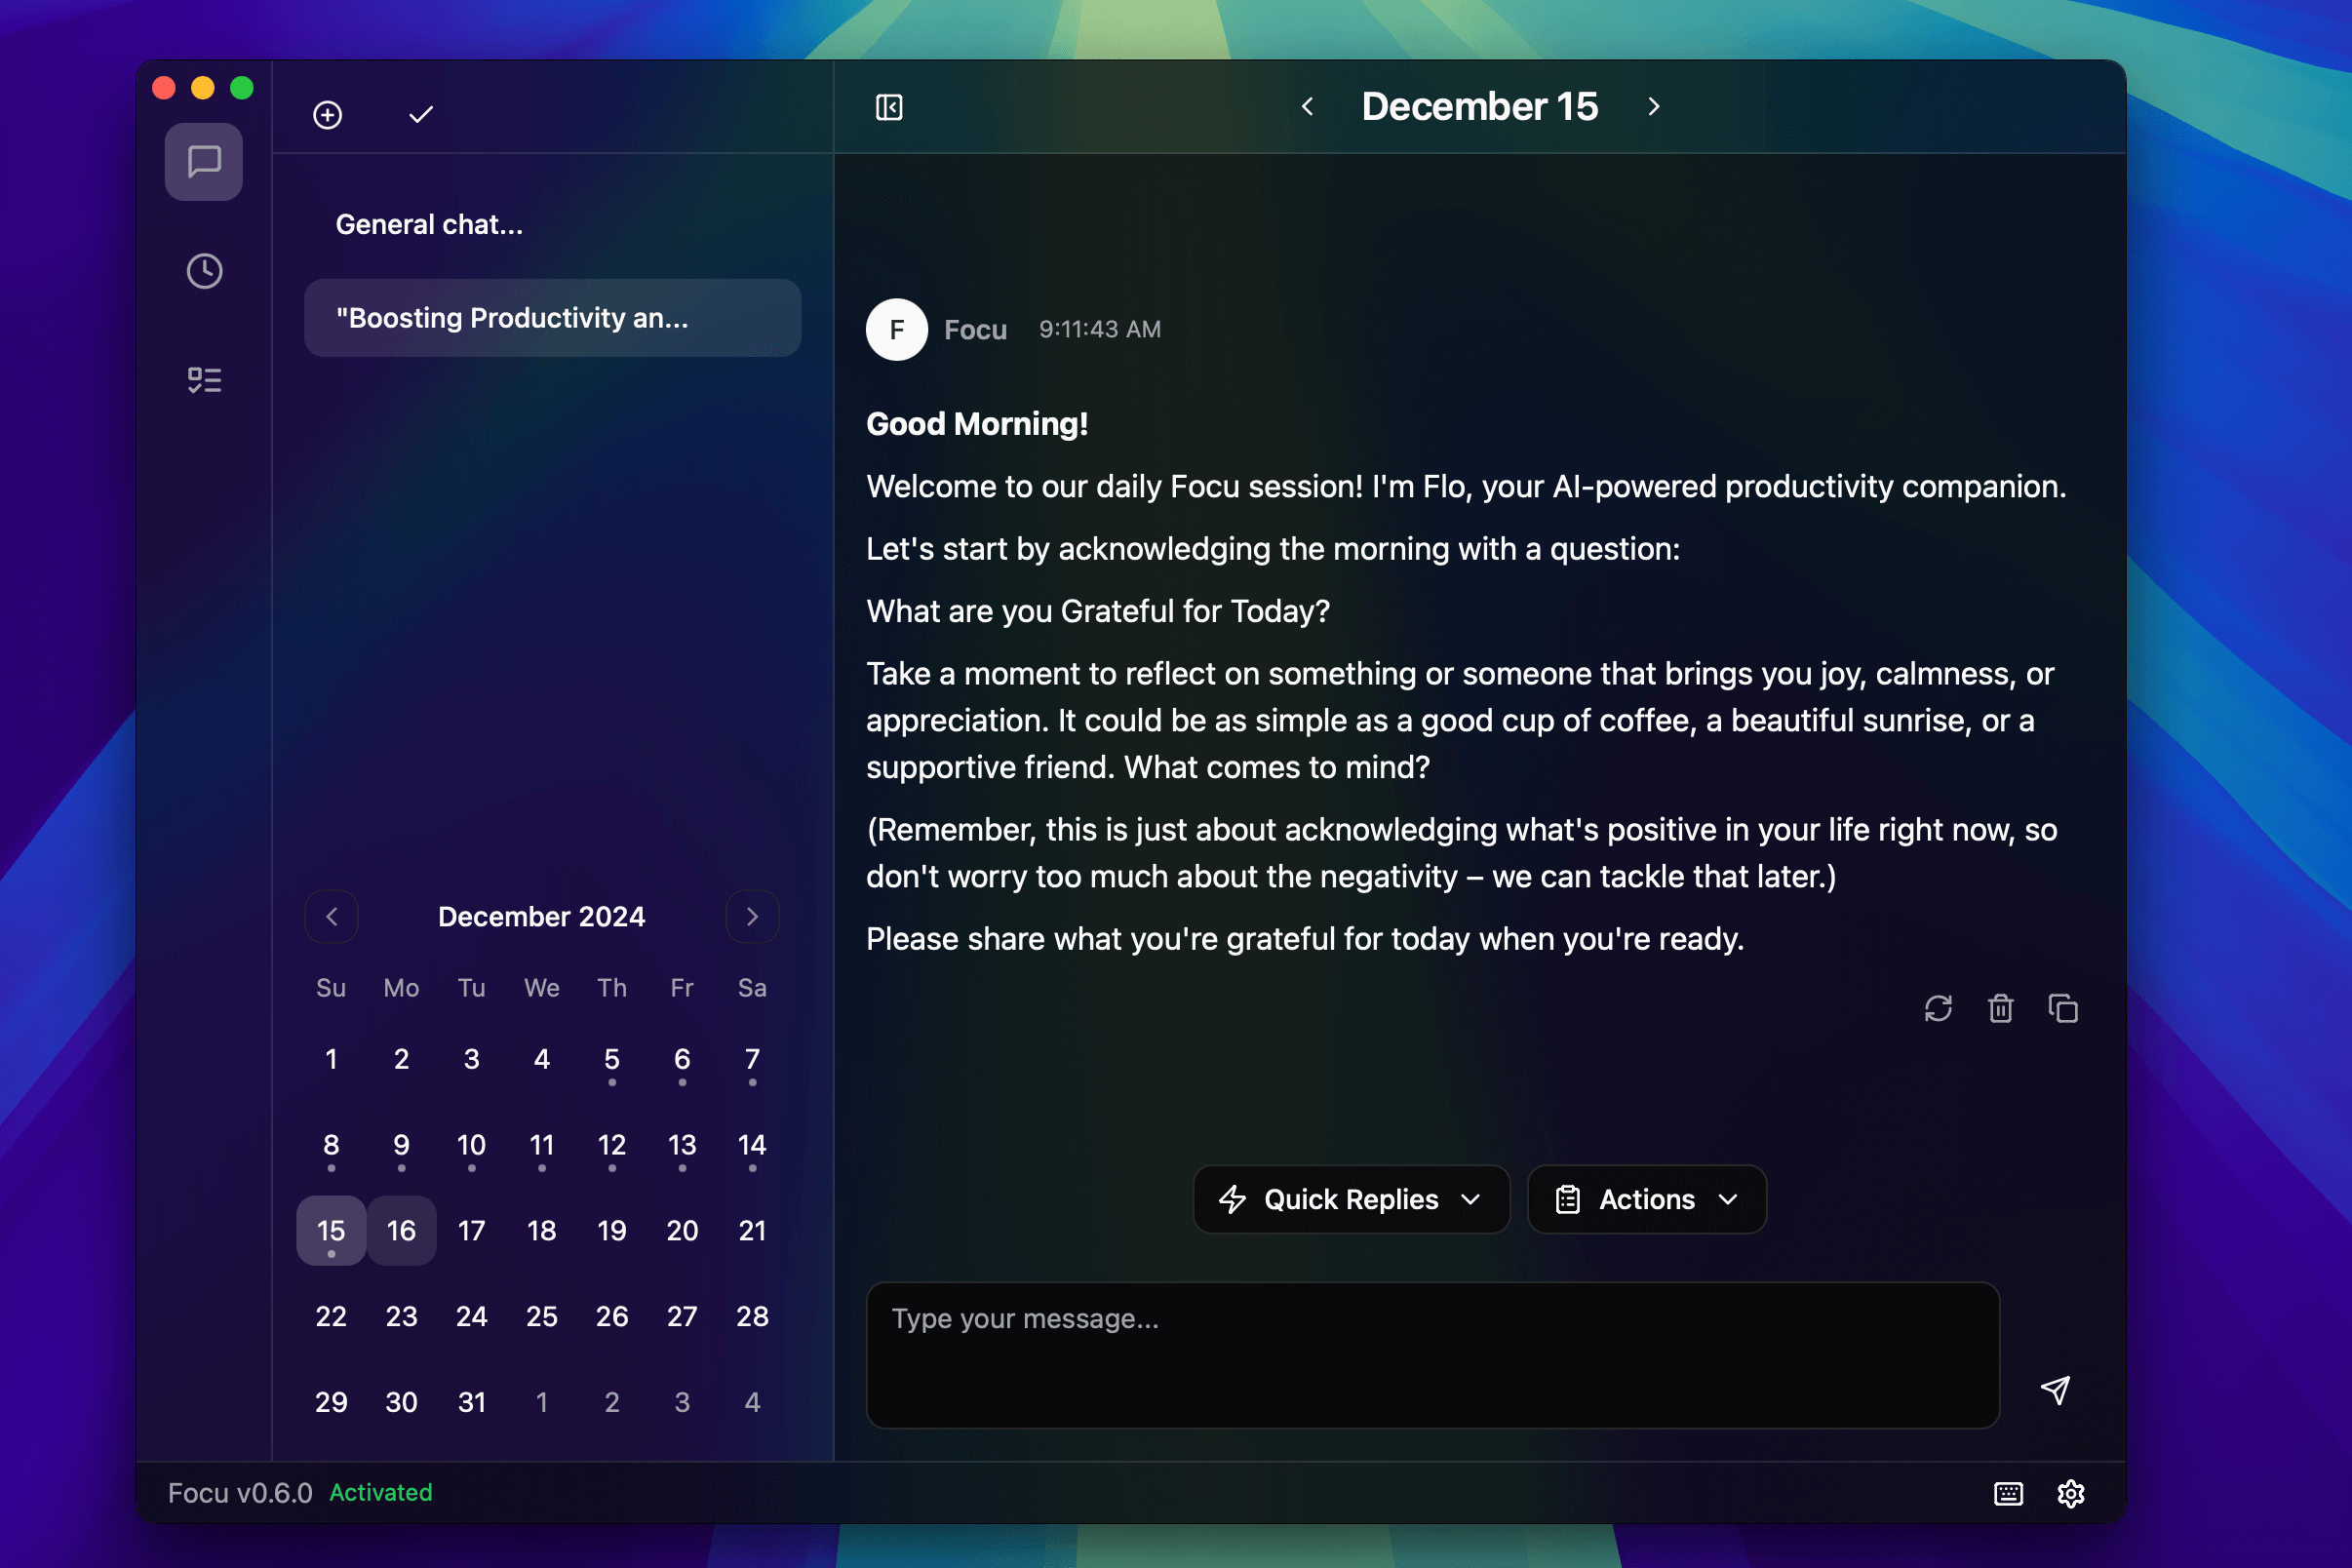 December 15
General chat...
"Boosting Productivity an...
F Focu 9:11:43 AM
Good Morning!
Welcome to our daily Focu session! I'm Flo, your AI-powered productivity companion.
Let's start by acknowledging the morning with a question:
What are you Grateful for Today?
Take a moment to reflect on something or someone that brings you joy, calmness, or
appreciation. It could be as simple as a good cup of coffee, a beautiful sunrise, or a
supportive friend. What comes to mind?
(Remember, this is just about acknowledging what's positive in your life right now, so
don't worry too much about the negativity – we can tackle that later.)
Please share what you're grateful for today when you're ready.
December 2024
Su Mo Tu We Th Fr Sa
1 2 3 4 5 6 7
8 9 10 11 12 13 14
15 16 17 18 19 20 21
22 23 24 25 26 27 28
29 30 31 1 2 3 4
Quick Replies
Actions
Type your message...
Focu v0.6.0 Activated